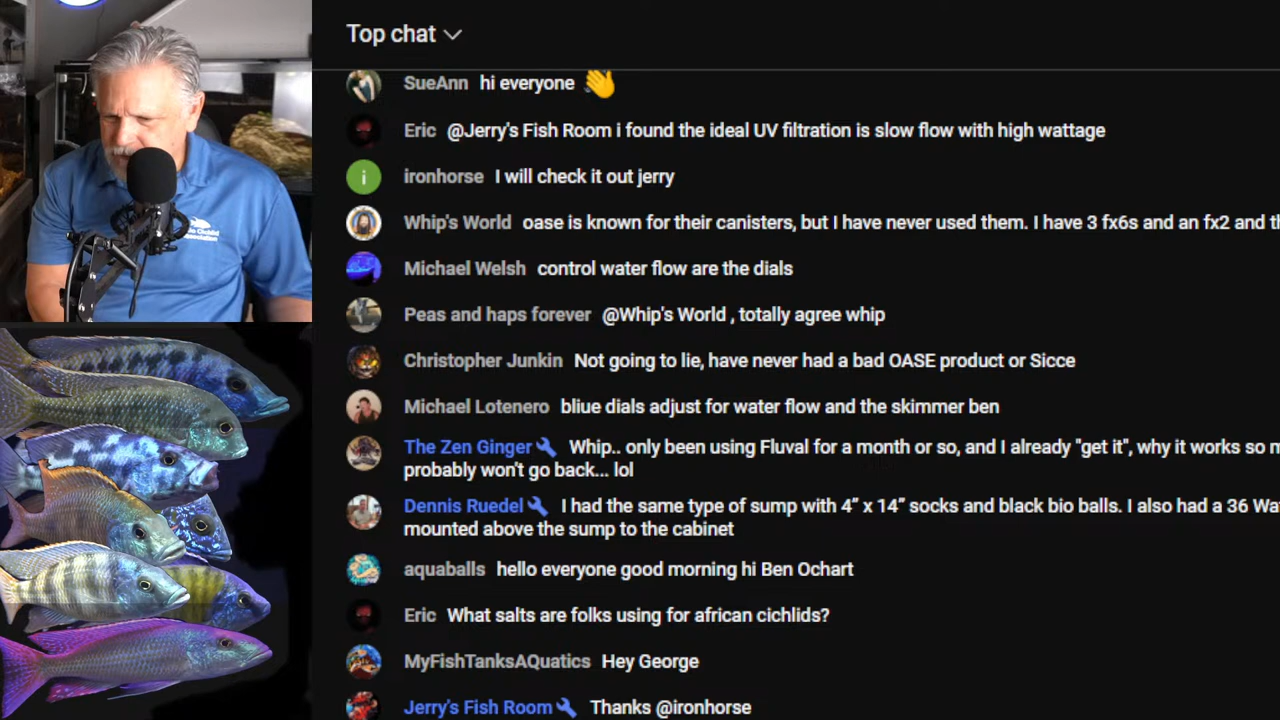 Top chat
SueAnn hi everyone 👋
Eric @Jerry's Fish Room i found the ideal UV filtration is slow flow with high wattage
i ironhorse I will check it out jerry
Whip's World oase is known for their canisters, but I have never used them. I have 3 fx6s and an fx2 and
Michael Welsh control water flow are the dials
Peas and haps forever @Whip's World , totally agree whip
Christopher Junkin Not going to lie, have never had a bad OASE product or Sicce
Michael Lotenero bliue dials adjust for water flow and the skimmer ben
The Zen Ginger Whip.. only been using Fluval for a month or so, and I already "get it", why it works so
probably won't go back... lol
Dennis Ruedel I had the same type of sump with 4” x 14” socks and black bio balls. I also had a 36
mounted above the sump to the cabinet
aquaballs hello everyone good morning hi Ben Ochart
Eric What salts are folks using for african cichlids?
MyFishTanksAQuatics Hey George
Jerry's Fish Room Thanks @ironhorse
Cichlid
Association